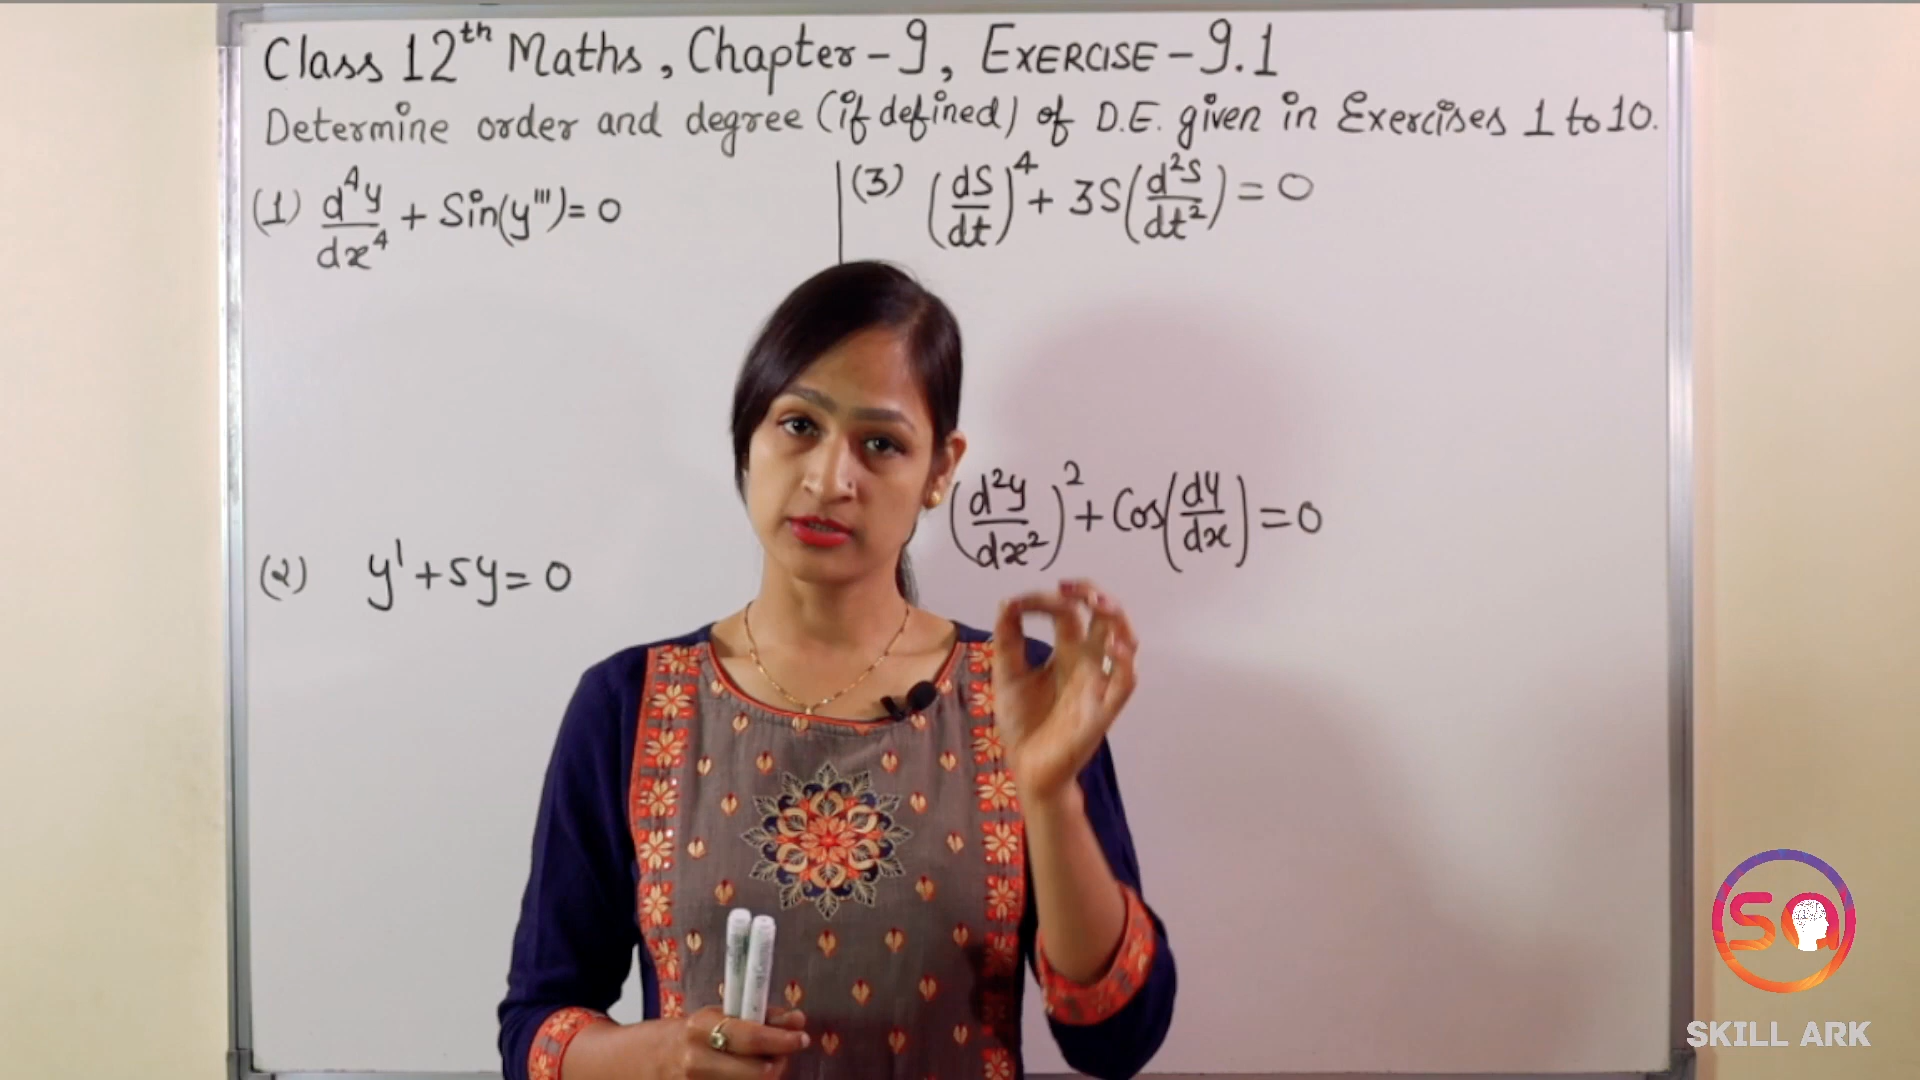 Class 12th Maths, Chapter-9, EXERCISE-9.1
Determine order and degree (if defined) of D.E. given in Exercises 1 to 10.
(1) d⁴y/dx⁴ + Sin(y''') = 0
(2) y' + 5y = 0
(3) (dS/dt)⁴ + 3S(d²S/dt²) = 0
(d²y/dx²)² + Cos(dy/dx) = 0
sa
SKILL ARK